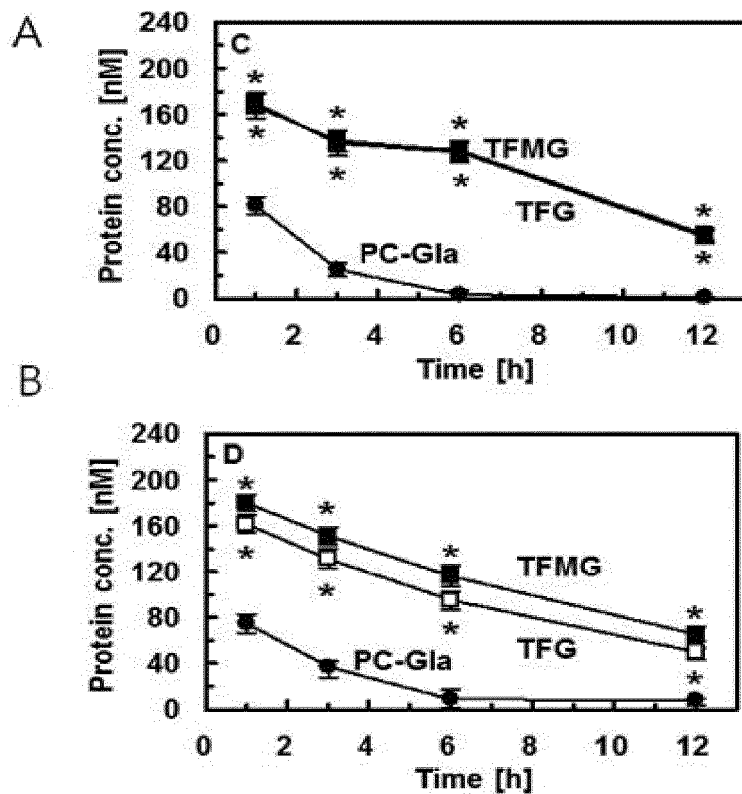 A
C
Protein conc. [nM]
240
200
160
120
80
40
0
* * * *
* * * *
TFMG
TFG
PC-Gla
0 2 4 6 8 10 12
Time [h]
B
D
Protein conc. [nM]
240
200
160
120
80
40
0
* * * *
* * * *
TFMG
TFG
PC-Gla
0 2 4 6 8 10 12
Time [h]